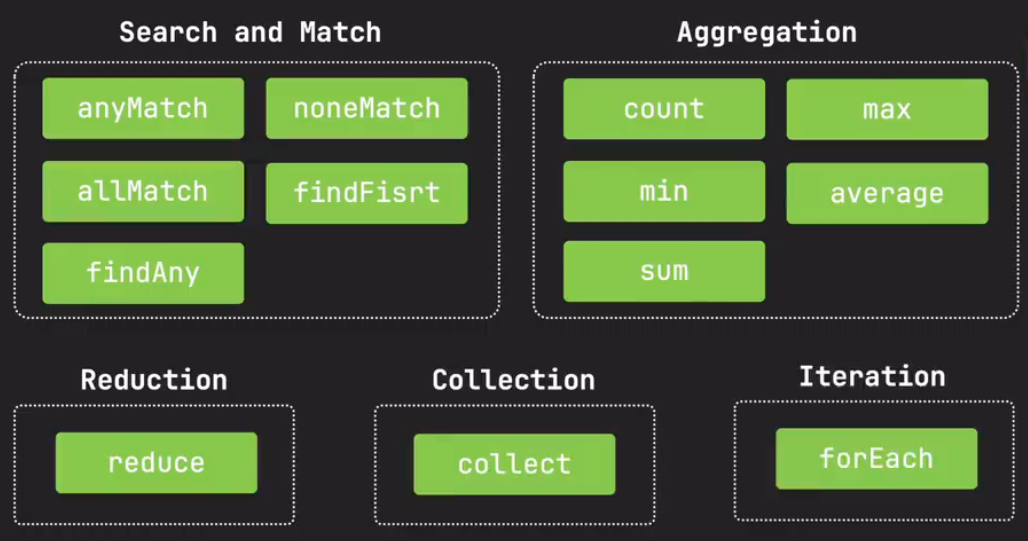 Search and Match
anyMatch
noneMatch
allMatch
findFisrt
findAny
Aggregation
count
max
min
average
sum
Reduction
reduce
Collection
collect
Iteration
forEach